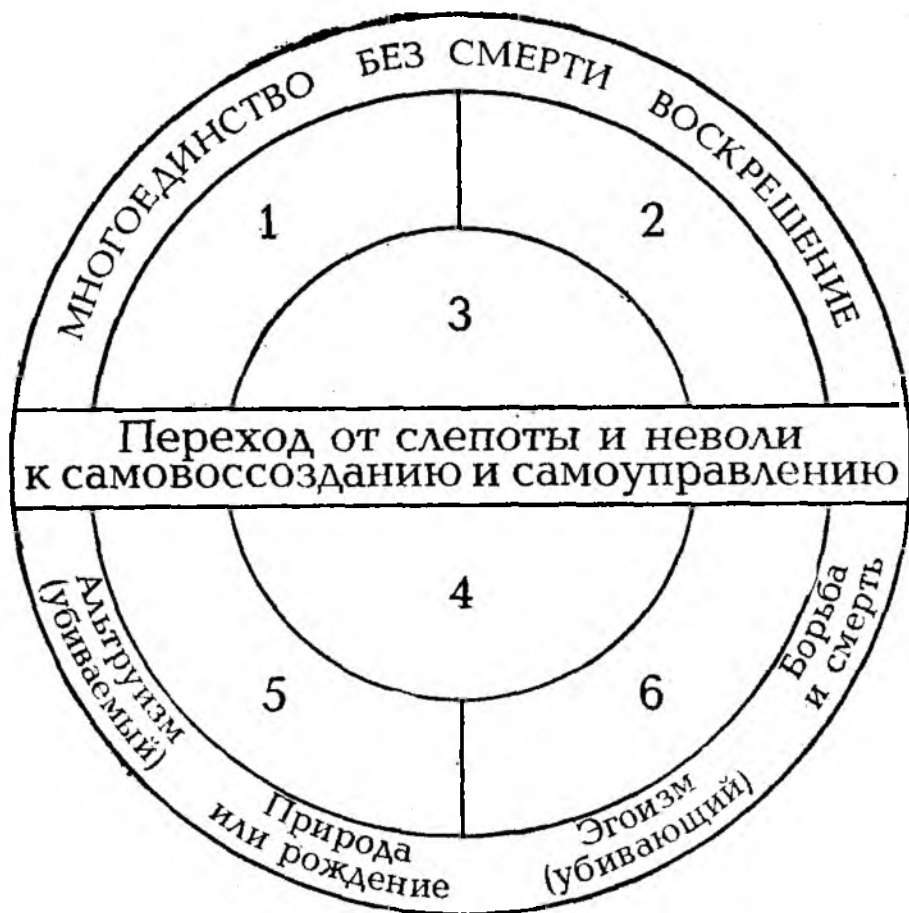 МНОГОЕДИНСТВО БЕЗ СМЕРТИ ВОСКРЕШЕНИЕ
1
2
3
Переход от слепоты и неволи
к самовоссозданию и самоуправлению
4
5
6
Альтруизм
(убиваемый)
Природа
или рождение
Эгоизм
(убивающий)
Борьба
и смерть